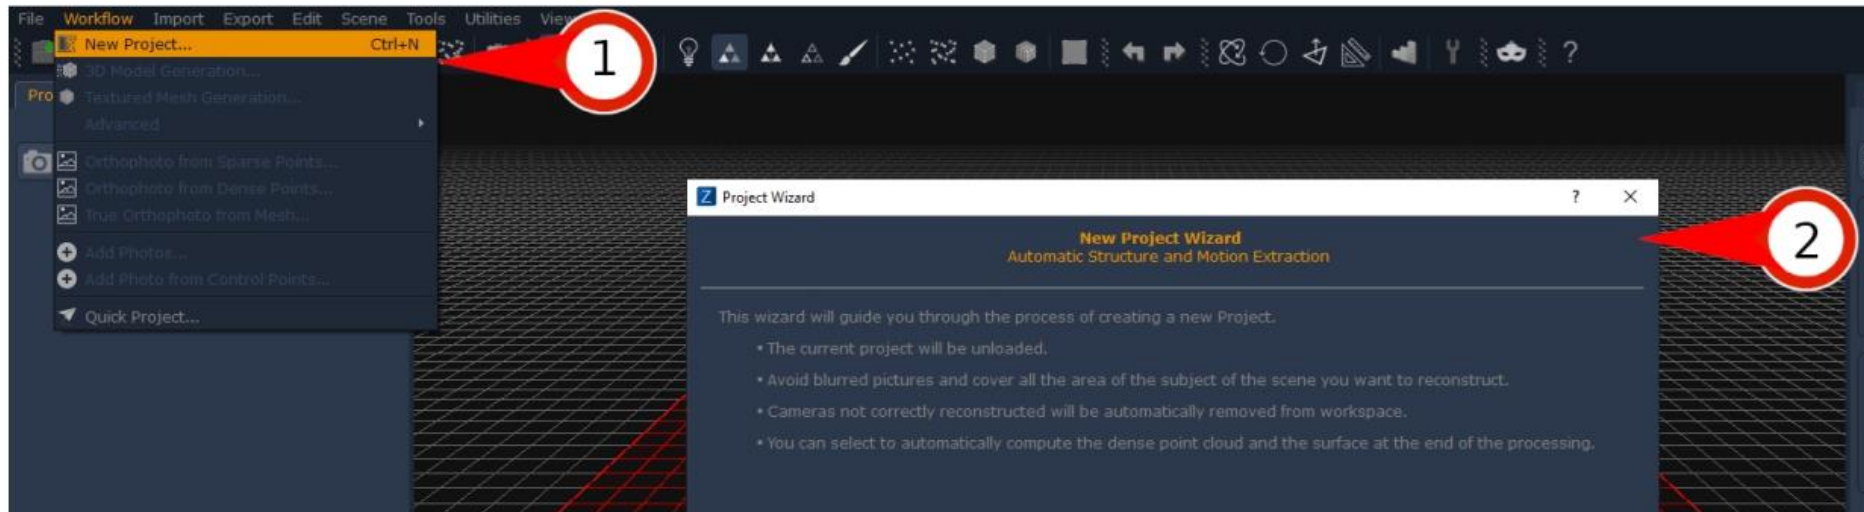 File Workflow Import Export Edit Scene Tools Utilities View
New Project... Ctrl+N
3D Model Generation...
Textured Mesh Generation...
Advanced
Orthophoto from Sparse Points...
Orthophoto from Dense Points...
True Orthophoto from Mesh...
Add Photos...
Add Photo from Control Points...
Quick Project...
Pro
1
?
Z Project Wizard ?
New Project Wizard
Automatic Structure and Motion Extraction
2
This wizard will guide you through the process of creating a new Project.
• The current project will be unloaded.
• Avoid blurred pictures and cover all the area of the subject of the scene you want to reconstruct.
• Cameras not correctly reconstructed will be automatically removed from workspace.
• You can select to automatically compute the dense point cloud and the surface at the end of the processing.